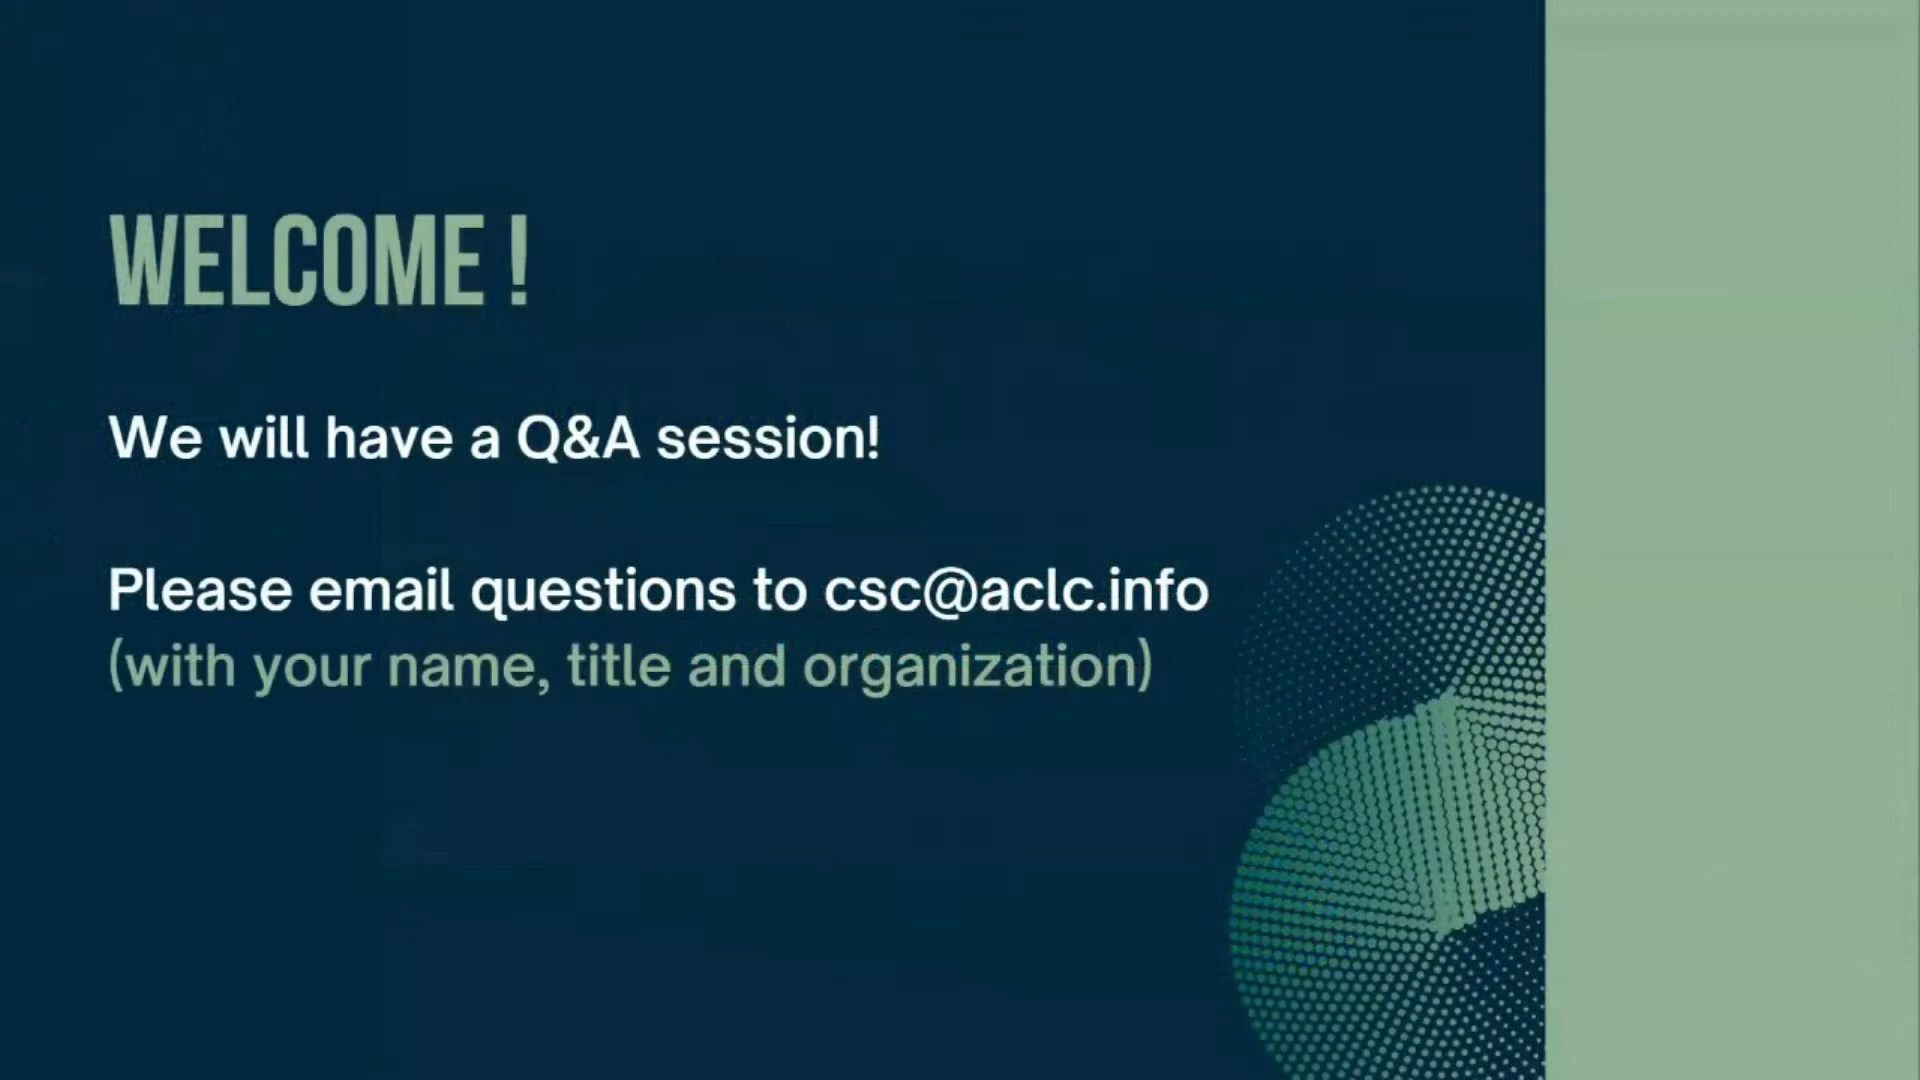 WELCOME !
We will have a Q&A session!
Please email questions to csc@aclc.info
(with your name, title and organization)